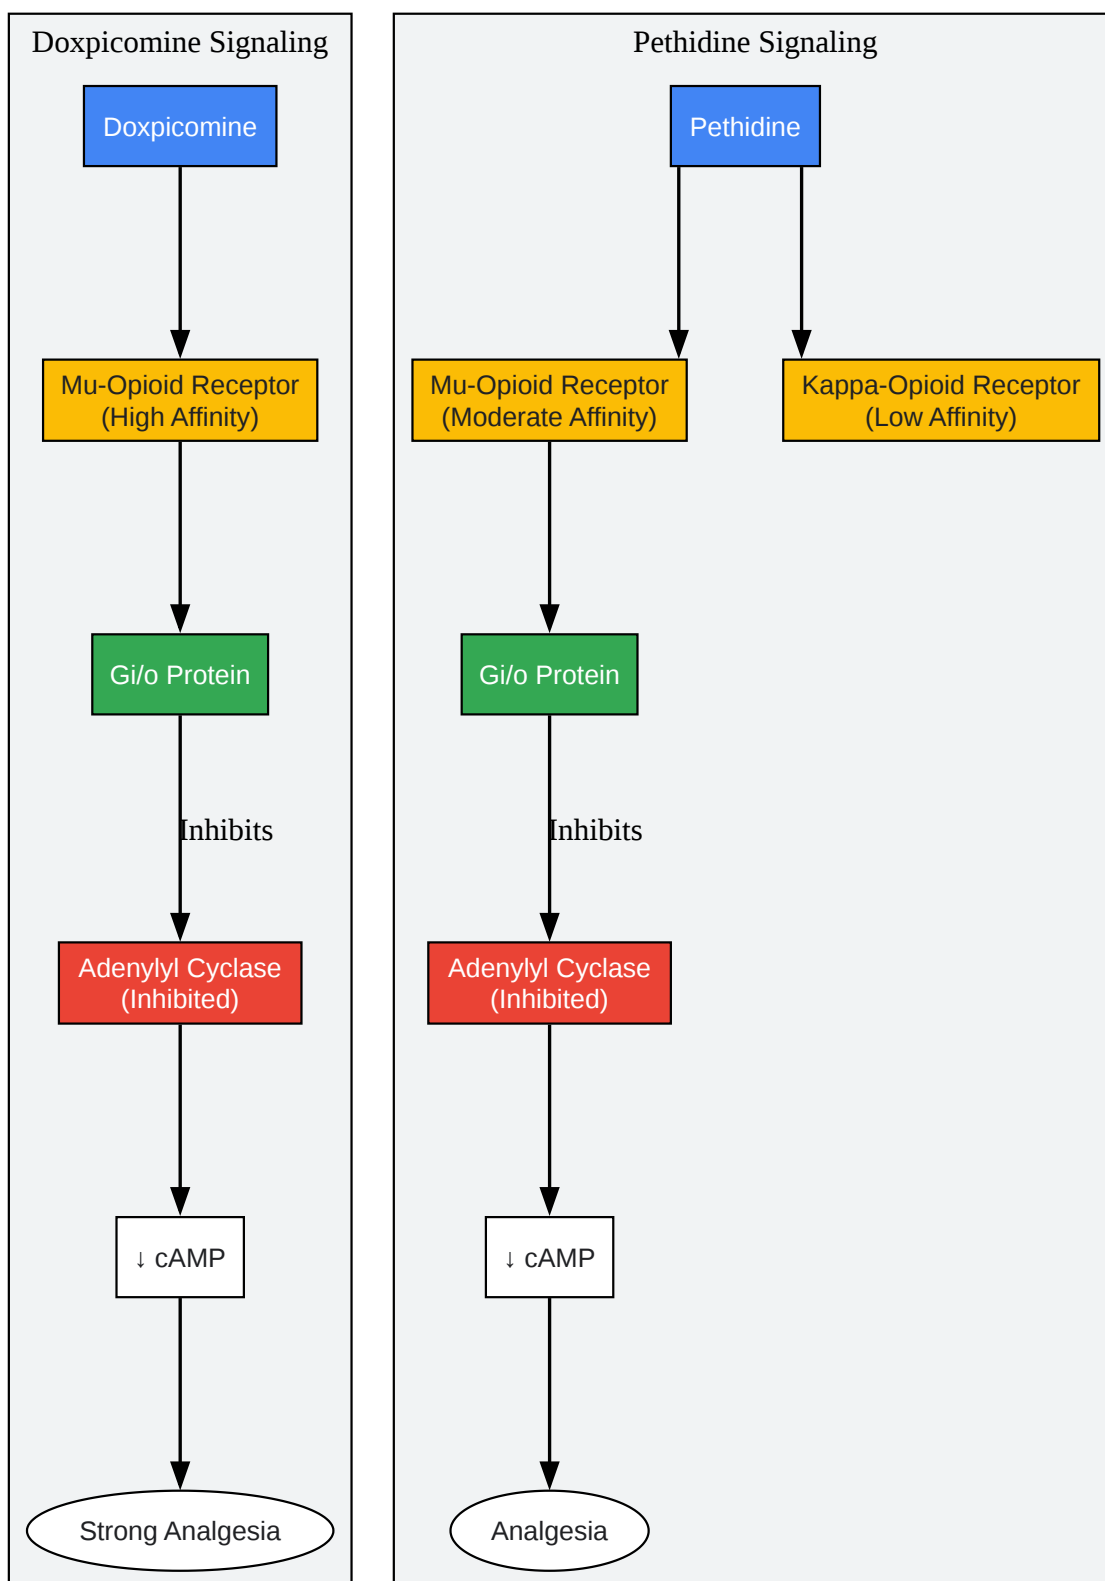 Doxpicomine Signaling
Doxpicomine
Mu-Opioid Receptor
(High Affinity)
Gi/o Protein
Inhibits
Adenylyl Cyclase
(Inhibited)
↓ cAMP
Strong Analgesia
Pethidine Signaling
Pethidine
Mu-Opioid Receptor
(Moderate Affinity)
Kappa-Opioid Receptor
(Low Affinity)
Gi/o Protein
Inhibits
Adenylyl Cyclase
(Inhibited)
↓ cAMP
Analgesia